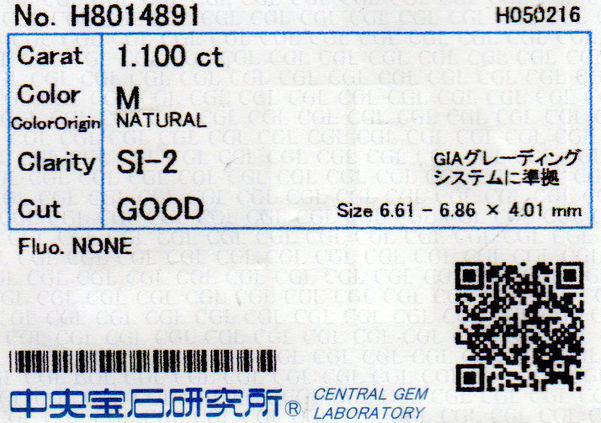 No. H8014891 H050216
Carat 1.100 ct
Color M
ColorOrigin NATURAL
Clarity SI-2
GIAグレーディング
システムに準拠
Cut GOOD Size 6.61 - 6.86 × 4.01 mm
Fluo. NONE
中央宝石研究所® CENTRAL GEM
LABORATORY